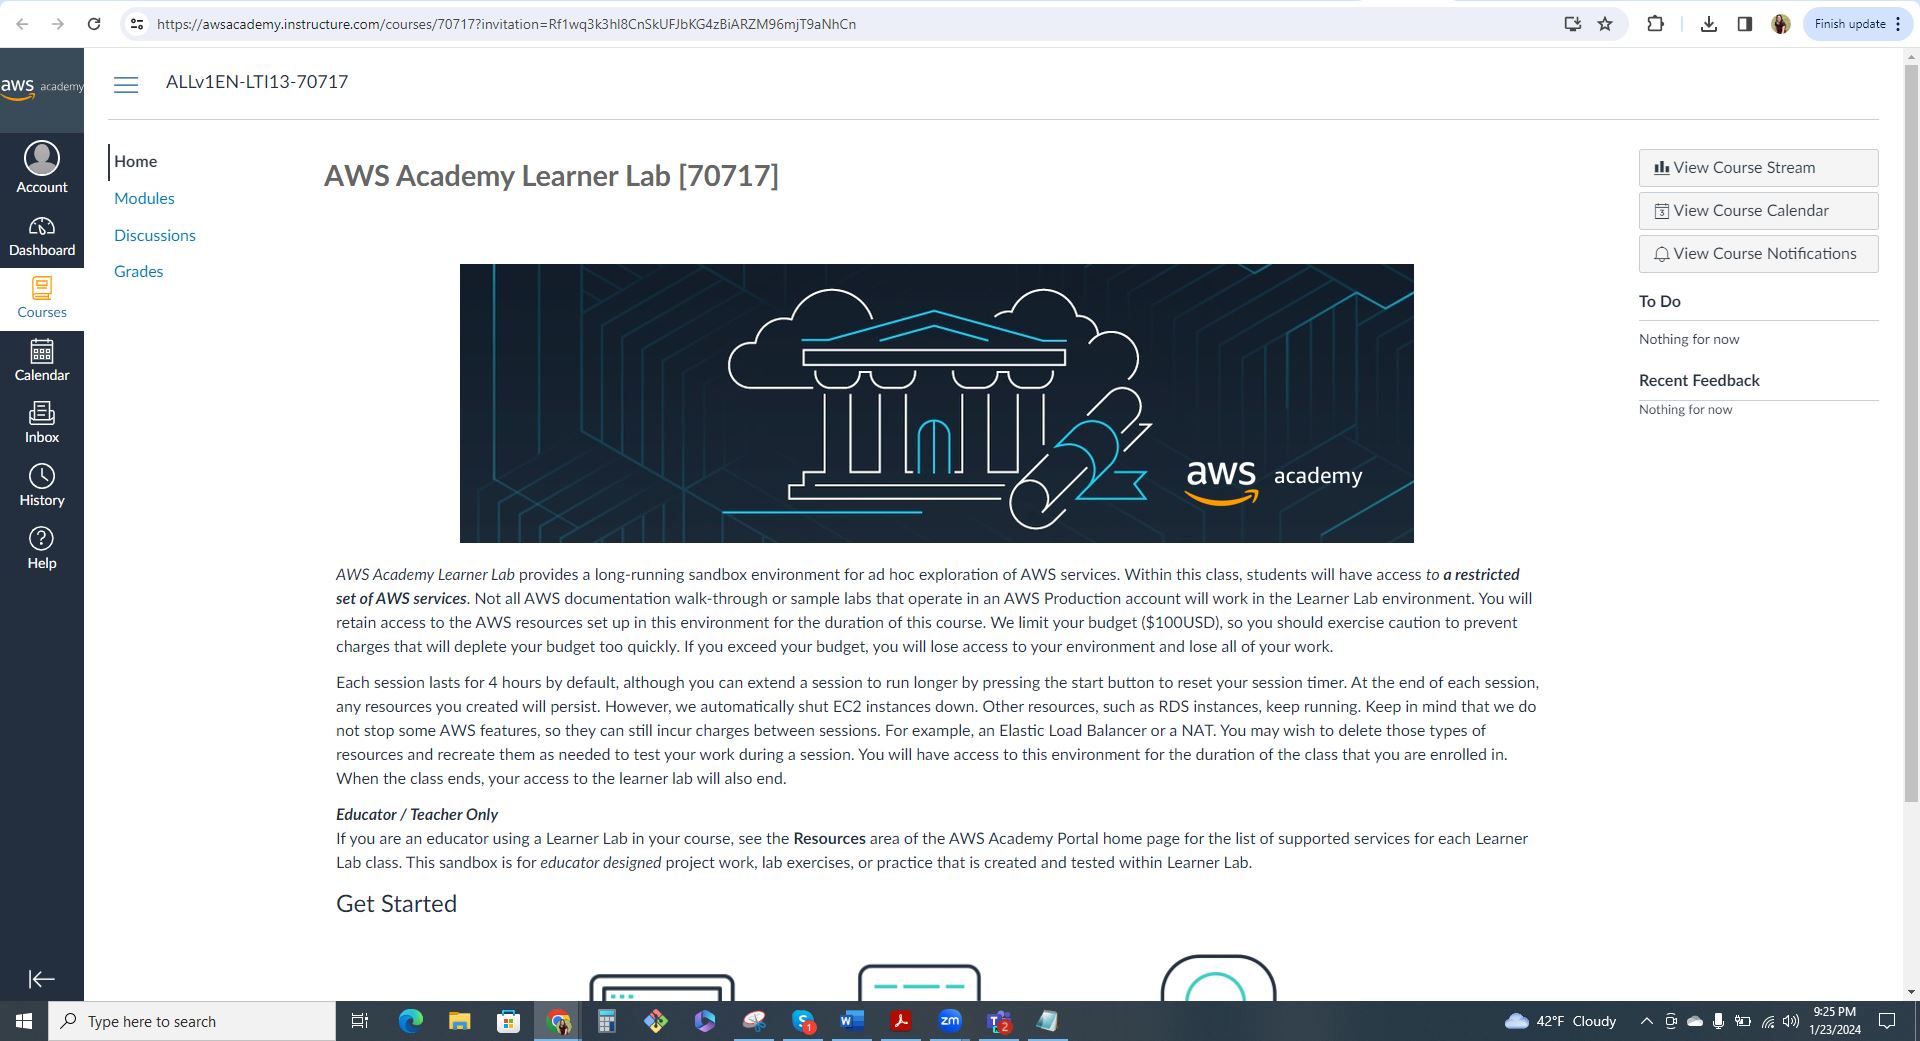 https://awsacademy.instructure.com/courses/70717?invitation=Rf1wq3k3hI8CnSkUFJbKG4zBiARZM96mjT9aNhCn
Finish update
aws academy
ALLv1EN-LTI13-70717
Account
Dashboard
Courses
Calendar
Inbox
History
Help
Home
Modules
Discussions
Grades
AWS Academy Learner Lab [70717]
aws academy
AWS Academy Learner Lab provides a long-running sandbox environment for ad hoc exploration of AWS services. Within this class, students will have access to a restricted
set of AWS services. Not all AWS documentation walk-through or sample labs that operate in an AWS Production account will work in the Learner Lab environment. You will
retain access to the AWS resources set up in this environment for the duration of this course. We limit your budget ($100USD), so you should exercise caution to prevent
charges that will deplete your budget too quickly. If you exceed your budget, you will lose access to your environment and lose all of your work.
Each session lasts for 4 hours by default, although you can extend a session to run longer by pressing the start button to reset your session timer. At the end of each session,
any resources you created will persist. However, we automatically shut EC2 instances down. Other resources, such as RDS instances, keep running. Keep in mind that we do
not stop some AWS features, so they can still incur charges between sessions. For example, an Elastic Load Balancer or a NAT. You may wish to delete those types of
resources and recreate them as needed to test your work during a session. You will have access to this environment for the duration of the class that you are enrolled in.
When the class ends, your access to the learner lab will also end.
Educator / Teacher Only
If you are an educator using a Learner Lab in your course, see the Resources area of the AWS Academy Portal home page for the list of supported services for each Learner
Lab class. This sandbox is for educator designed project work, lab exercises, or practice that is created and tested within Learner Lab.
Get Started
View Course Stream
3 View Course Calendar
View Course Notifications
To Do
Nothing for now
Recent Feedback
Nothing for now
Type here to search
S 1
W
zm
T 2
42°F Cloudy
9:25 PM
1/23/2024